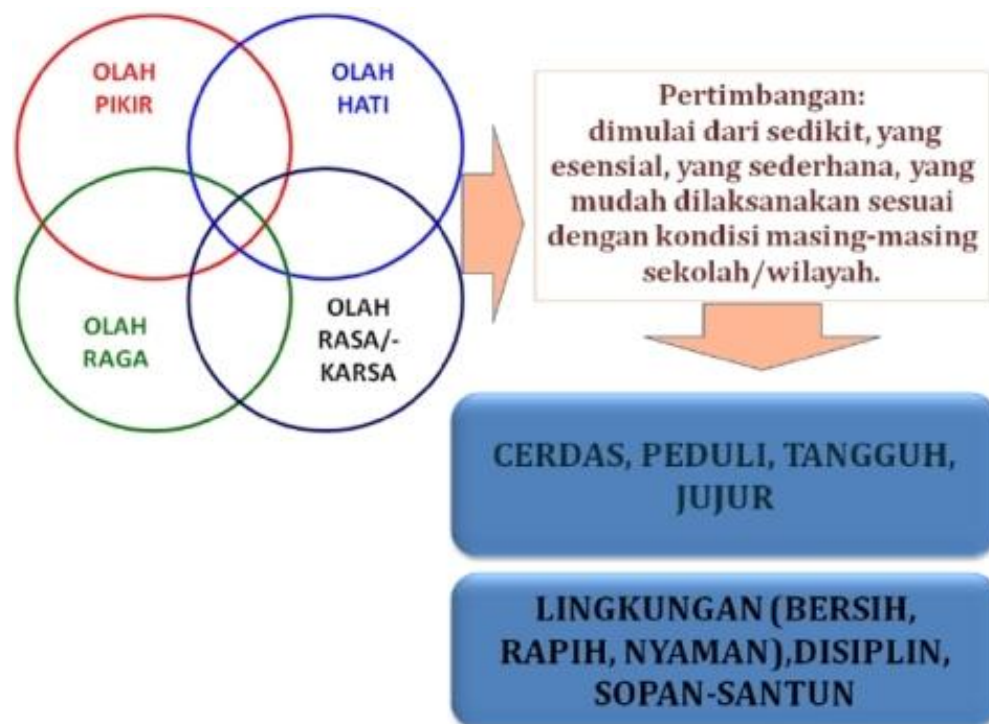 OLAH
PIKIR
OLAH
HATI
OLAH
RAGA
OLAH
RASA/-
KARSA
Pertimbangan:
dimulai dari sedikit, yang
esensial, yang sederhana, yang
mudah dilaksanakan sesuai
dengan kondisi masing-masing
sekolah/wilayah.
CERDAS, PEDULI, TANGGUH,
JUJUR
LINGKUNGAN (BERSIH,
RAPIH, NYAMAN),DISIPLIN,
SOPAN-SANTUN